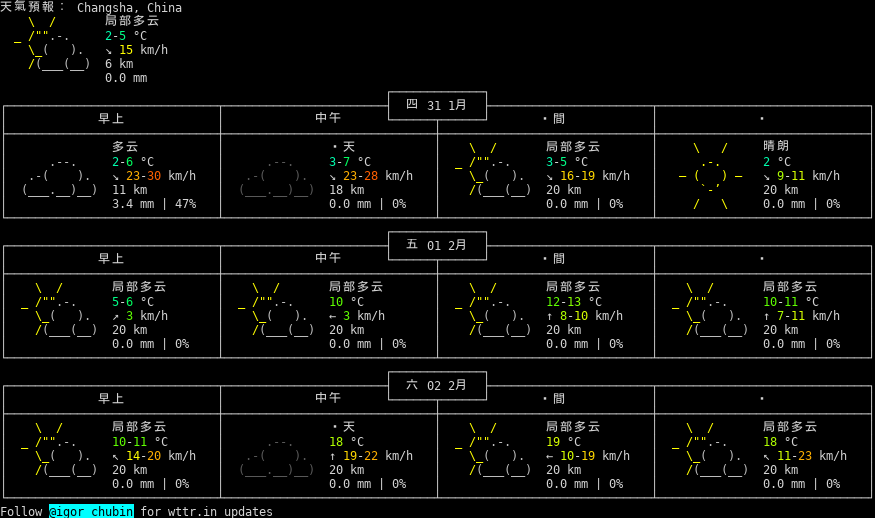 天氣預報： Changsha, China
局部多云
2-5 °C
↘ 15 km/h
6 km
0.0 mm
四 31 1月
早上 中午 ・間 ・
多云 ・天 局部多云 晴朗
2-6 °C 3-7 °C 3-5 °C 2 °C
↘ 23-30 km/h ↘ 23-28 km/h ↘ 16-19 km/h ↘ 9-11 km/h
11 km 18 km 20 km 20 km
3.4 mm | 47% 0.0 mm | 0% 0.0 mm | 0% 0.0 mm | 0%
五 01 2月
早上 中午 ・間 ・
局部多云 局部多云 局部多云 局部多云
5-6 °C 10 °C 12-13 °C 10-11 °C
↗ 3 km/h ← 3 km/h ↑ 8-10 km/h ↑ 7-11 km/h
20 km 20 km 20 km 20 km
0.0 mm | 0% 0.0 mm | 0% 0.0 mm | 0% 0.0 mm | 0%
六 02 2月
早上 中午 ・間 ・
局部多云 ・天 局部多云 局部多云
10-11 °C 18 °C 19 °C 18 °C
↖ 14-20 km/h ↑ 19-22 km/h ← 10-19 km/h ↖ 11-23 km/h
20 km 20 km 20 km 20 km
0.0 mm | 0% 0.0 mm | 0% 0.0 mm | 0% 0.0 mm | 0%
Follow @igor_chubin for wttr.in updates